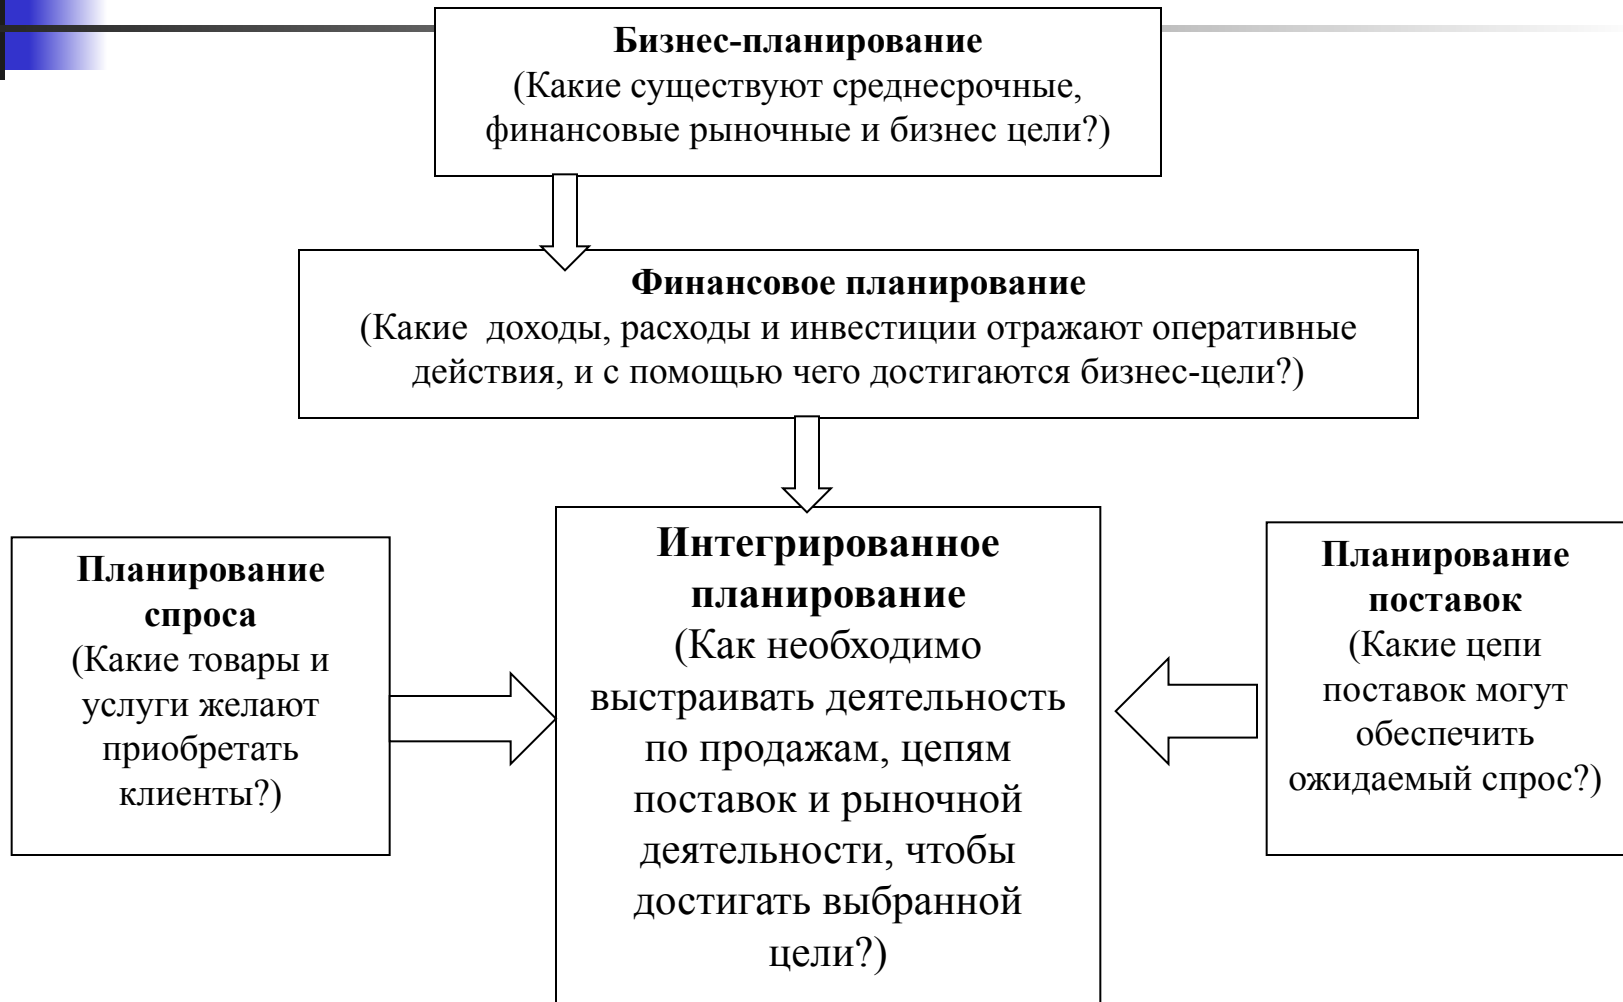 Бизнес-планирование
(Какие существуют среднесрочные,
финансовые рыночные и бизнес цели?)
Финансовое планирование
(Какие  доходы, расходы и инвестиции отражают оперативные
действия, и с помощью чего достигаются бизнес-цели?)
Планирование
спроса
(Какие товары и
услуги желают
приобретать
клиенты?)
Интегрированное
планирование
(Как необходимо
выстраивать деятельность
по продажам, цепям
поставок и рыночной
деятельности, чтобы
достигать выбранной
цели?)
Планирование
поставок
(Какие цепи
поставок могут
обеспечить
ожидаемый спрос?)